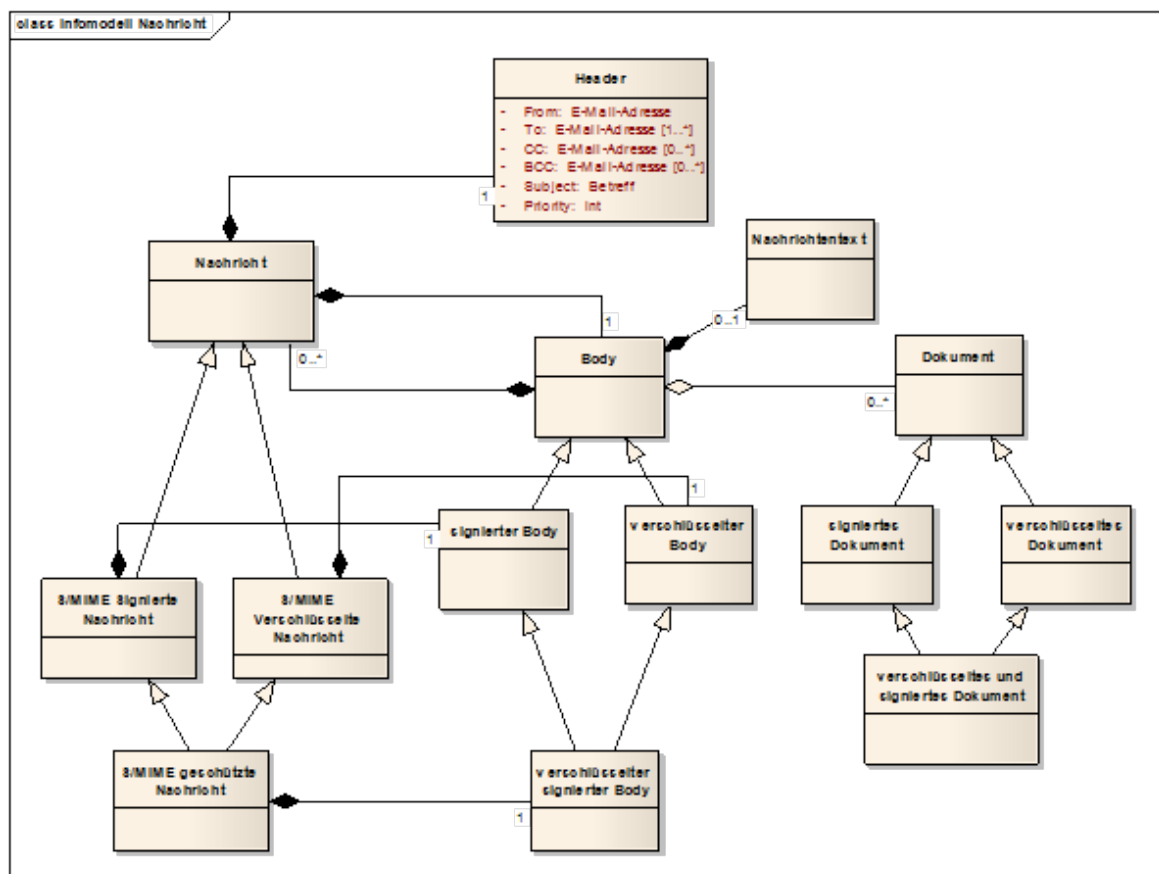 class Infomodell Nachricht
Header
- From: E-Mail-Adresse
- To: E-Mail-Adresse [1..*]
- CC: E-Mail-Adresse [0..*]
- BCC: E-Mail-Adresse [0..*]
- Subject: Betreff
- Priority: Int
1
Nachricht
Nachrichtentext
0..1
1
0..*
Body
Dokument
0..*
1
signierter Body
1
verschlüsselter
Body
signiertes
Dokument
verschlüsseltes
Dokument
S/MIME Signierte
Nachricht
S/MIME
Verschlüsselte
Nachricht
verschlüsseltes und
signiertes Dokument
S/MIME geschützte
Nachricht
verschlüsselter
signierter Body
1